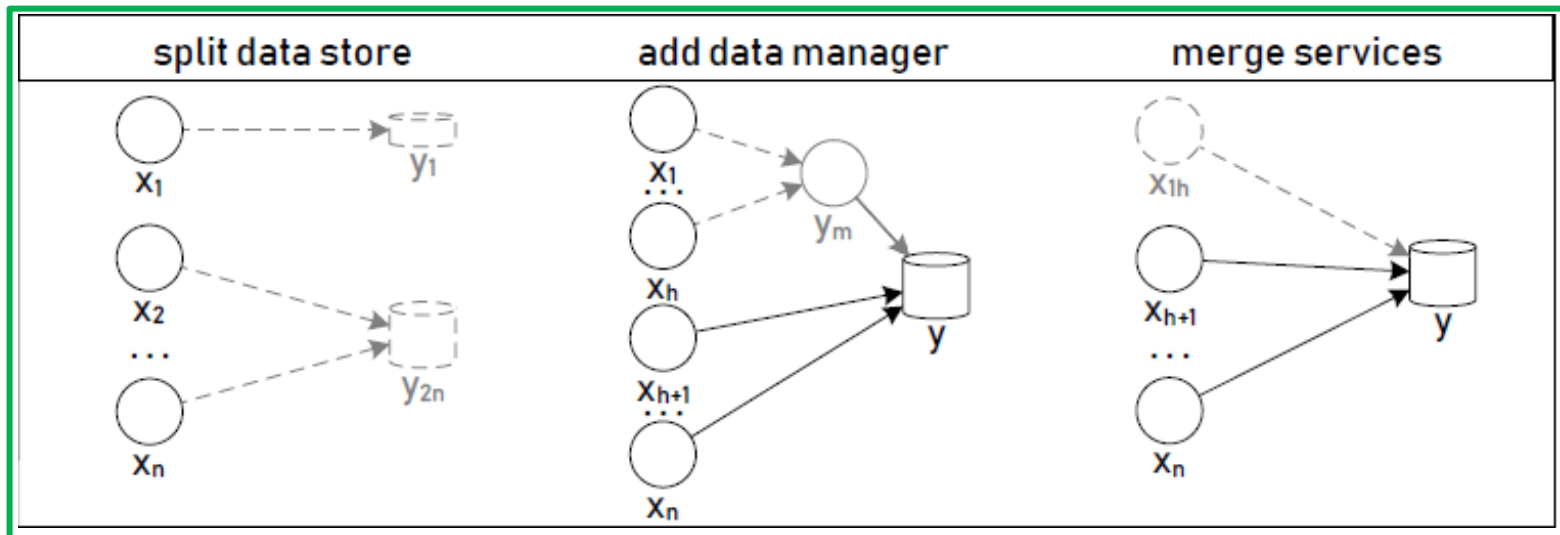 split data store
add data manager
merge services
x1
y1
x2
...
xn
y2n
x1
...
xh
ym
xh+1
...
xn
y
x1h
xh+1
...
xn
y